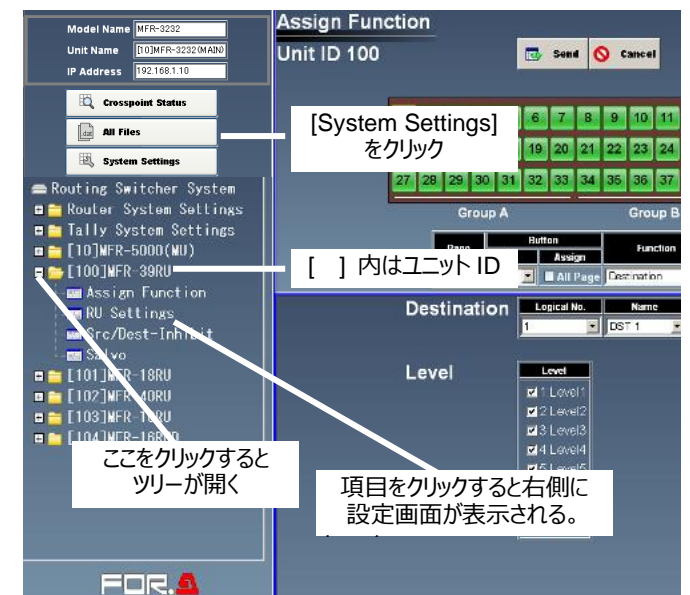 Model Name MFR-3232
Unit Name [10]MFR-3232(MAIN)
IP Address 192.168.1.10
Crosspoint Status
All Files
System Settings
Routing Switcher System
Router System Settings
Tally System Settings
[10]MFR-5000(MU)
[100]MFR-39RU
Assign Function
RU Settings
Src/Dest-Inhibit
Salvo
[101]MFR-18RU
[102]MFR-40RU
[103]MFR-16RU
ここをクリックすると
ツリーが開く
FOR.A
Assign Function
Unit ID 100
Send
Cancel
[System Settings]
をクリック
6 7 8 9 10 11
19 20 21 22 23 24
27 28 29 30 31 32 33 34 35 36 37
Group A
Group B
Button
Function
Assign
All Page
Destination
[ ] 内はユニット ID
Destination
Logical No.
Name
1
DST 1
Level
Level
1 Level1
2 Level2
3 Level3
4 Level4
項目をクリックすると右側に
設定画面が表示される。